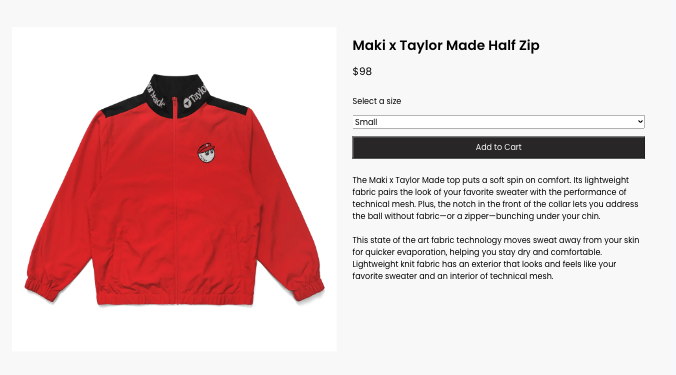 Maki x Taylor Made Half Zip
$98
Select a size
Small
Add to Cart
The Maki x Taylor Made top puts a soft spin on comfort. Its lightweight
fabric pairs the look of your favorite sweater with the performance of
technical mesh. Plus, the notch in the front of the collar lets you address
the ball without fabric—or a zipper—bunching under your chin.
This state of the art fabric technology moves sweat away from your skin
for quicker evaporation, helping you stay dry and comfortable.
Lightweight knit fabric has an exterior that looks and feels like your
favorite sweater and an interior of technical mesh.